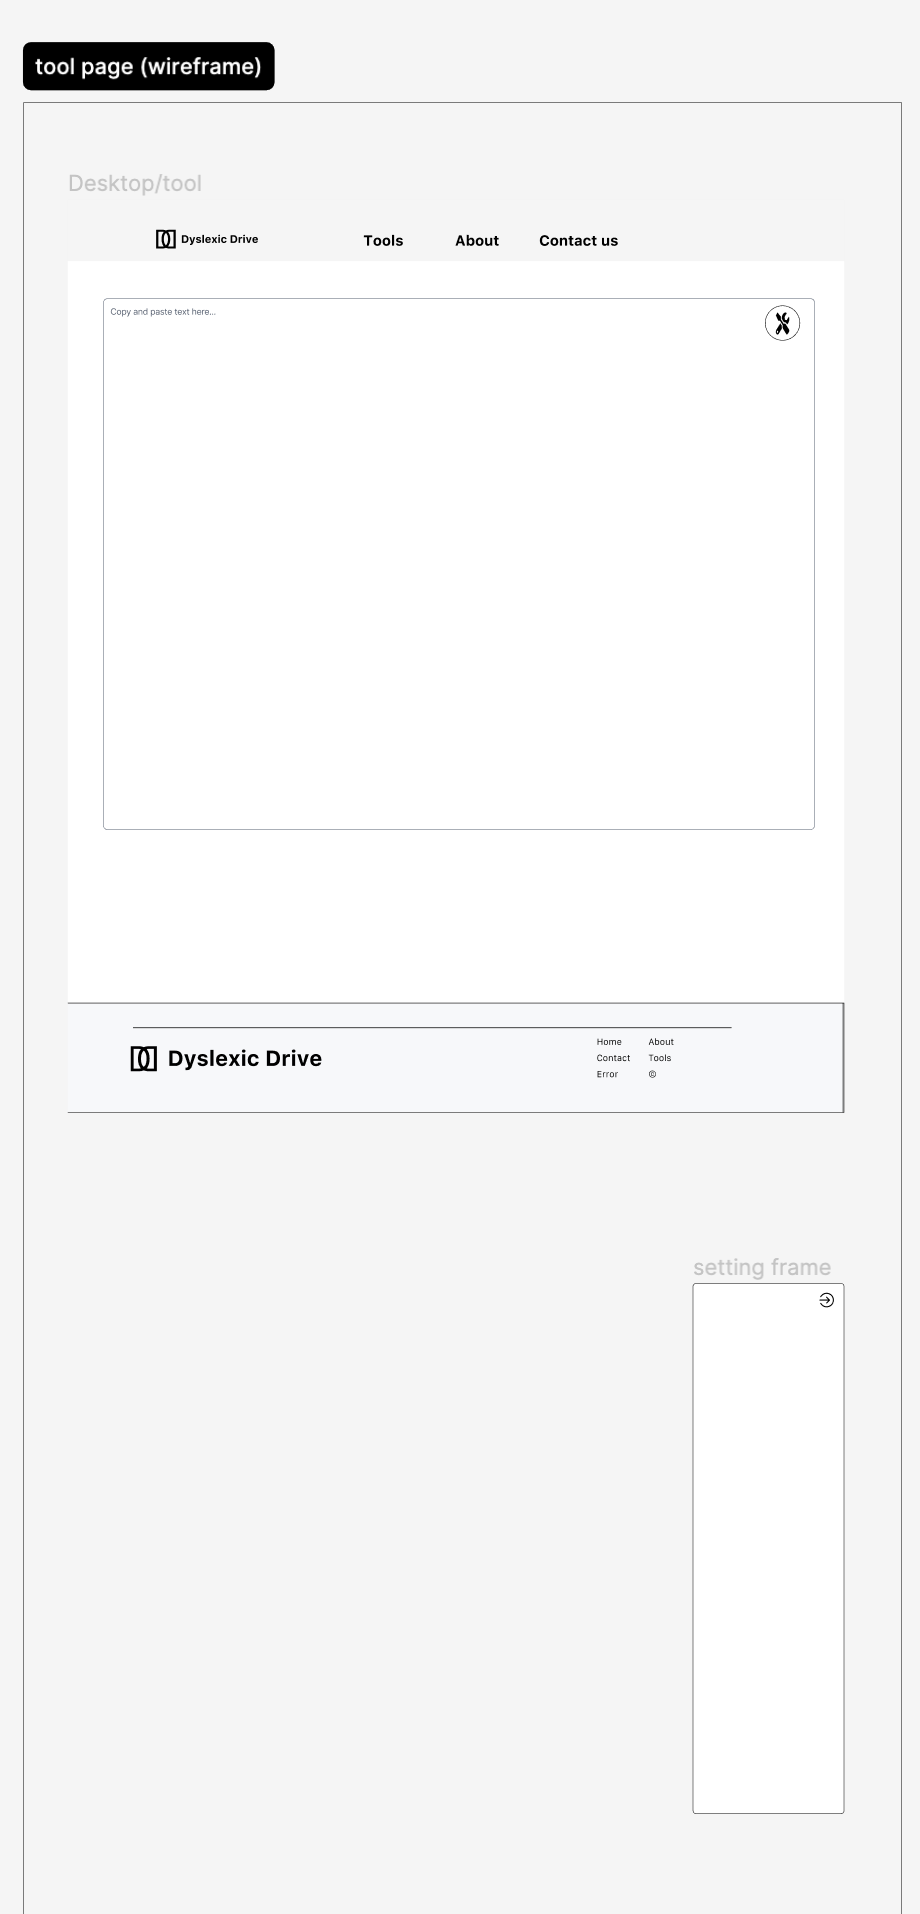 tool page (wireframe)
Desktop/tool
Dyslexic Drive Tools About Contact us
Copy and paste text here...
Dyslexic Drive
Home About
Contact Tools
Error ©
setting frame